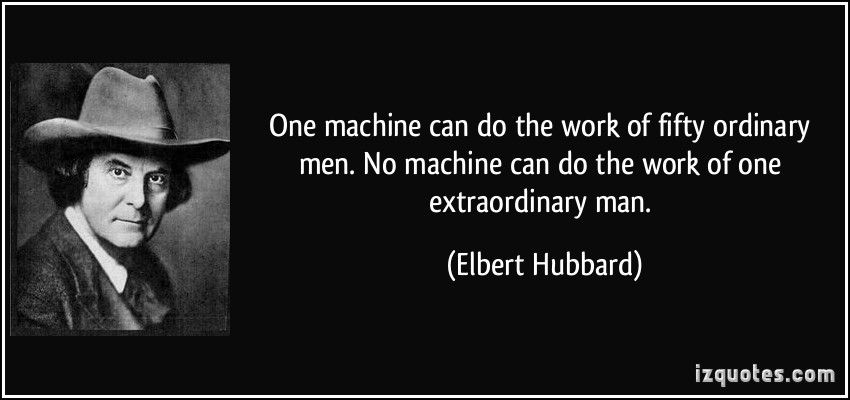 One machine can do the work of fifty ordinary
men. No machine can do the work of one
extraordinary man.
(Elbert Hubbard)
izquotes.com